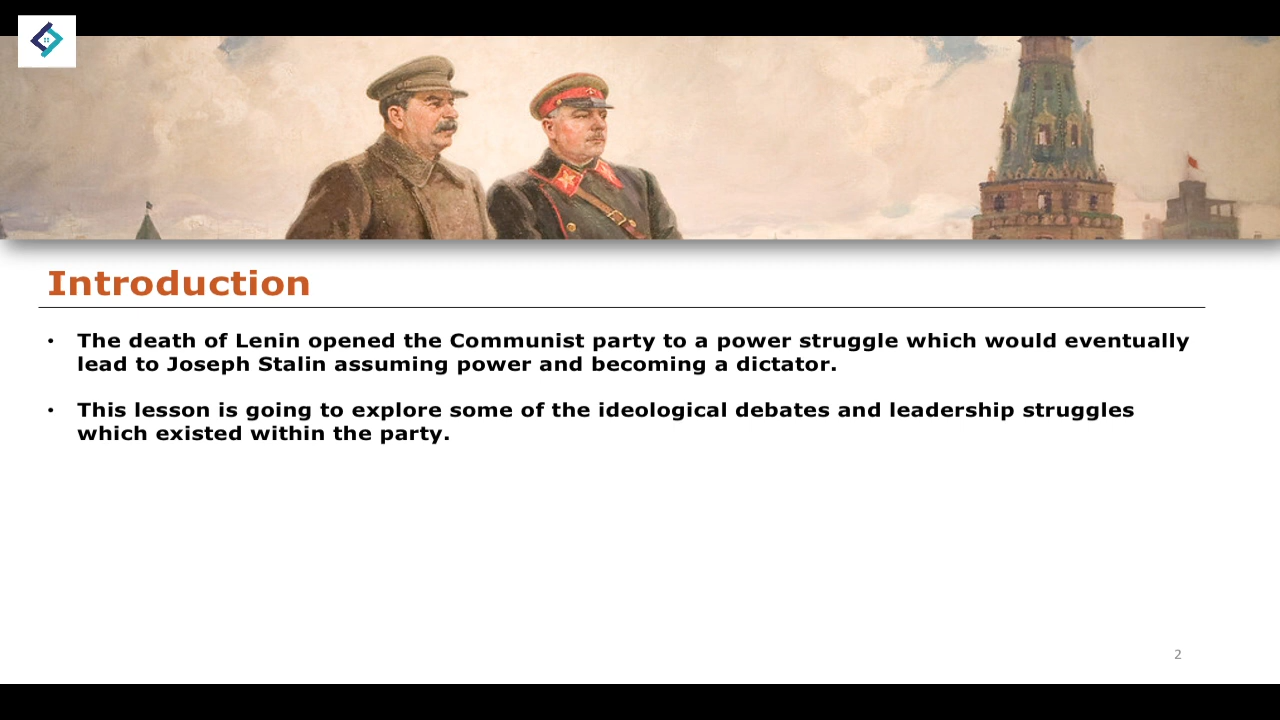 Introduction
• The death of Lenin opened the Communist party to a power struggle which would eventually
lead to Joseph Stalin assuming power and becoming a dictator.
• This lesson is going to explore some of the ideological debates and leadership struggles
which existed within the party.
2